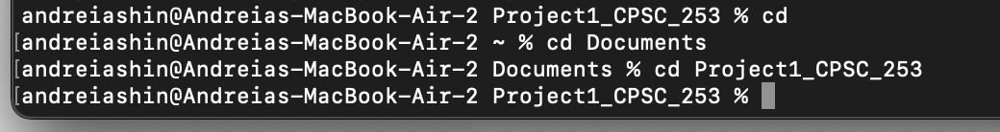 andreiashin@Andreias-MacBook-Air-2 Project1_CPSC_253 % cd
[andreiashin@Andreias-MacBook-Air-2 ~ % cd Documents
[andreiashin@Andreias-MacBook-Air-2 Documents % cd Project1_CPSC_253
[andreiashin@Andreias-MacBook-Air-2 Project1_CPSC_253 %